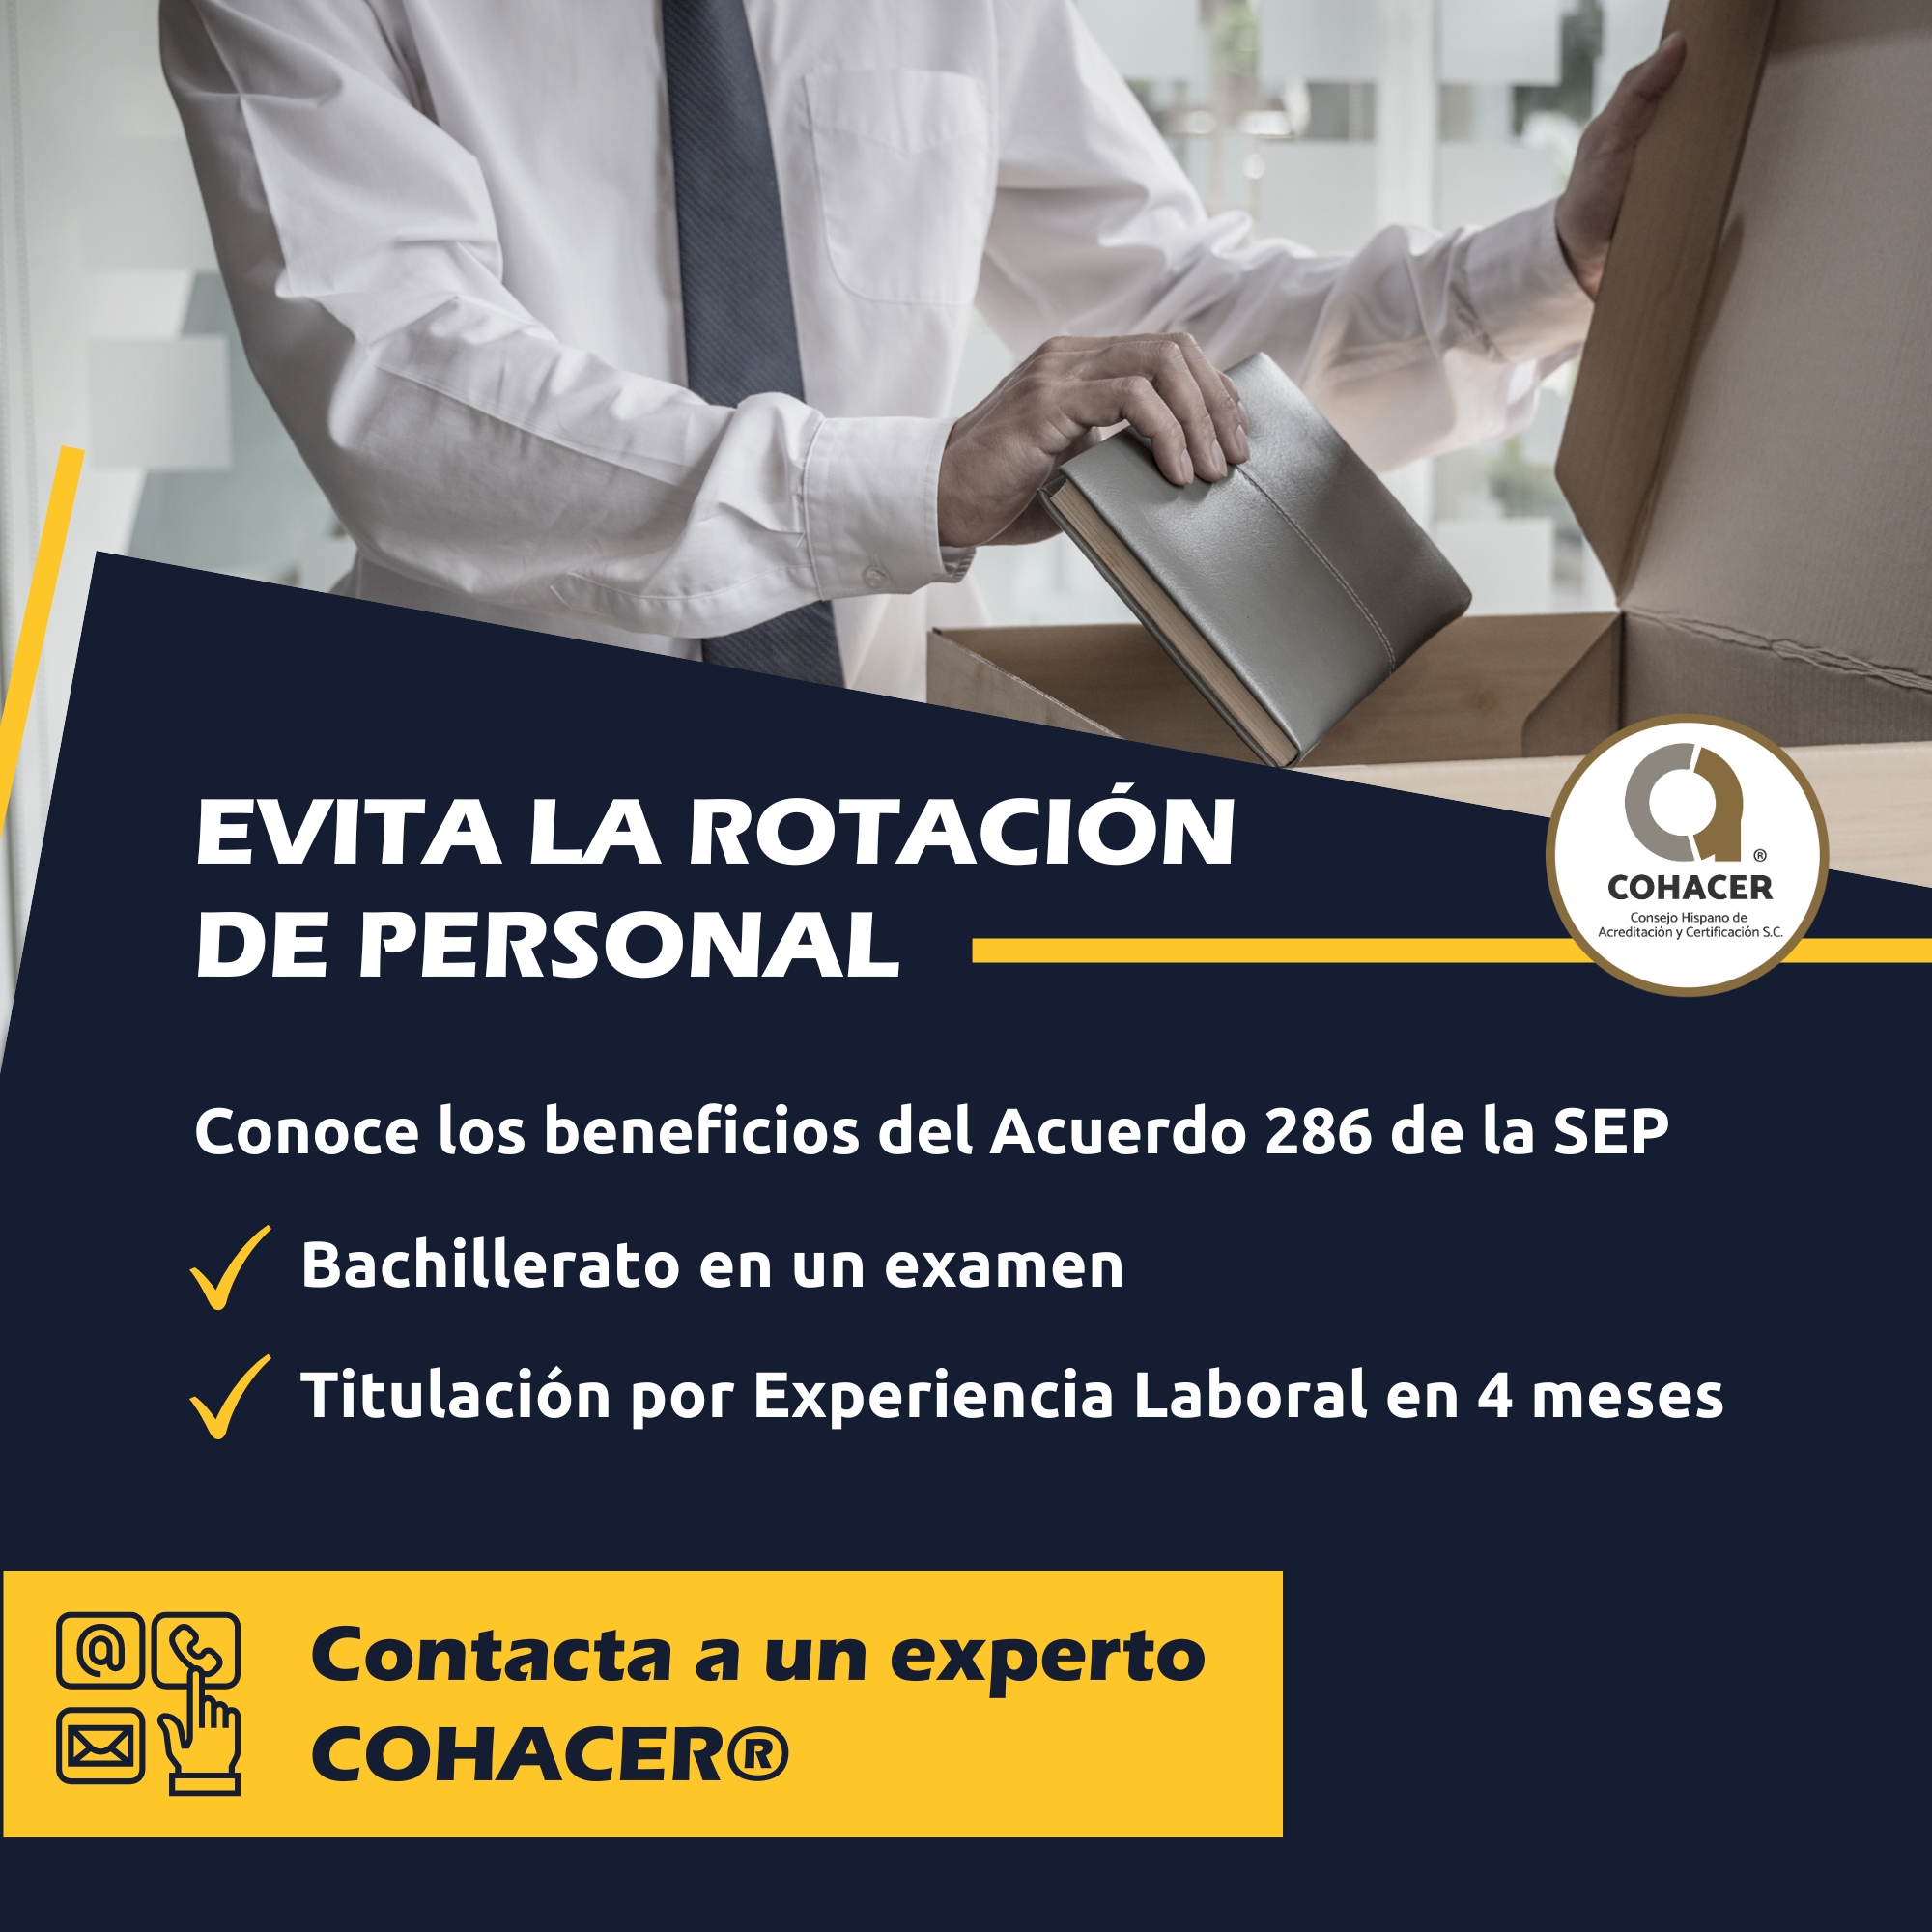 EVITA LA ROTACIÓN
DE PERSONAL
®
COHACER
Consejo Hispano de
Acreditación y Certificación S.C.
Conoce los beneficios del Acuerdo 286 de la SEP
Bachillerato en un examen
Titulación por Experiencia Laboral en 4 meses
@
Contacta a un experto
COHACER®